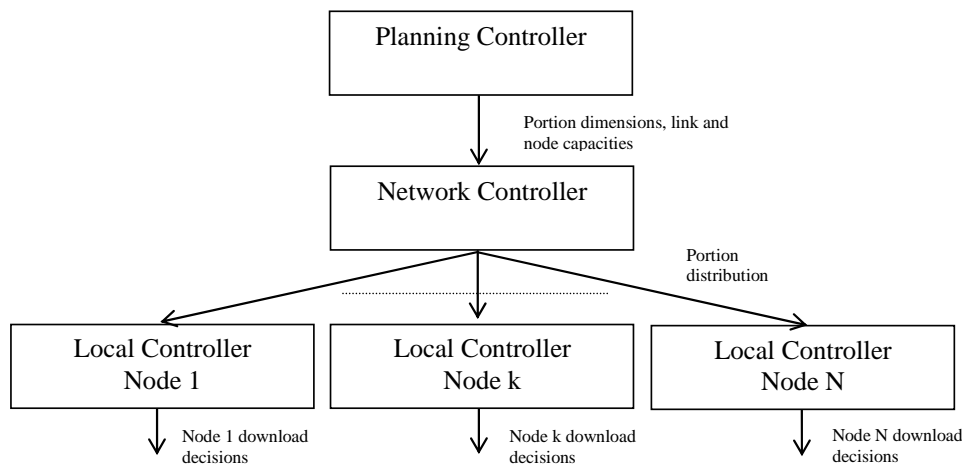 Planning Controller
Portion dimensions, link and
node capacities
Network Controller
Portion
distribution
Local Controller
Node 1
Local Controller
Node k
Local Controller
Node N
Node 1 download
decisions
Node k download
decisions
Node N download
decisions